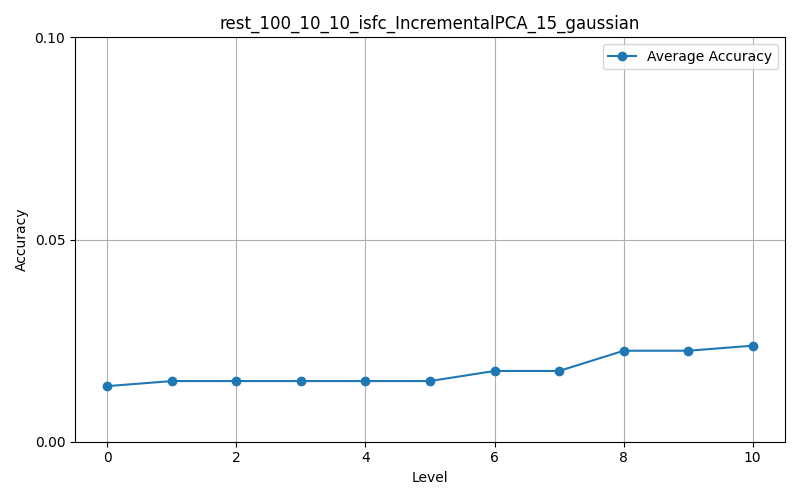 rest_100_10_10_isfc_IncrementalPCA_15_gaussian
Average Accuracy
0.10
0.05
0.00
Accuracy
0 2 4 6 8 10
Level